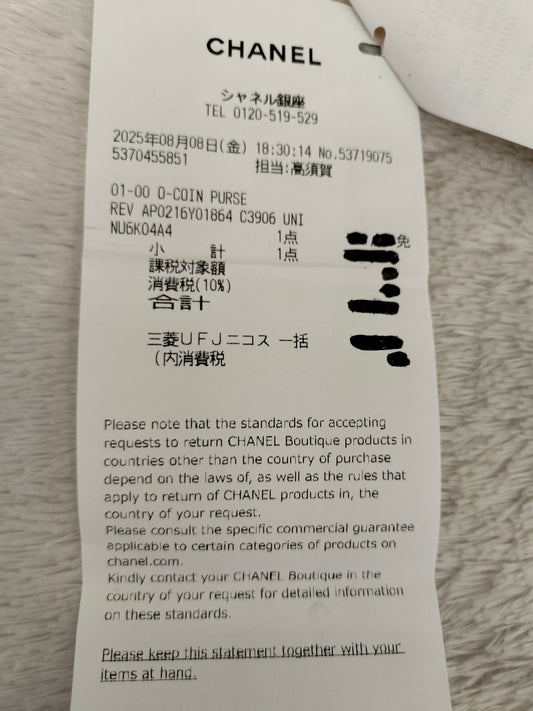 CHANEL
シャネル銀座
TEL 0120-519-529
2025年08月08日(金) 18:30:14 No.53719075
5370455851 担当:高須賀
01-00 O-COIN PURSE
REV AP0216Y01864 C3906 UNI
NU6K04A4 1点 免
小 計 1点
課税対象額
消費税(10%)
合計
三菱UFJニコス 一括
(内消費税
Please note that the standards for accepting
requests to return CHANEL Boutique products in
countries other than the country of purchase
depend on the laws of, as well as the rules that
apply to return of CHANEL products in, the
country of your request.
Please consult the specific commercial guarantee
applicable to certain categories of products on
chanel.com.
Kindly contact your CHANEL Boutique in the
country of your request for detailed information
on these standards.
Please keep this statement together with your
items at hand.